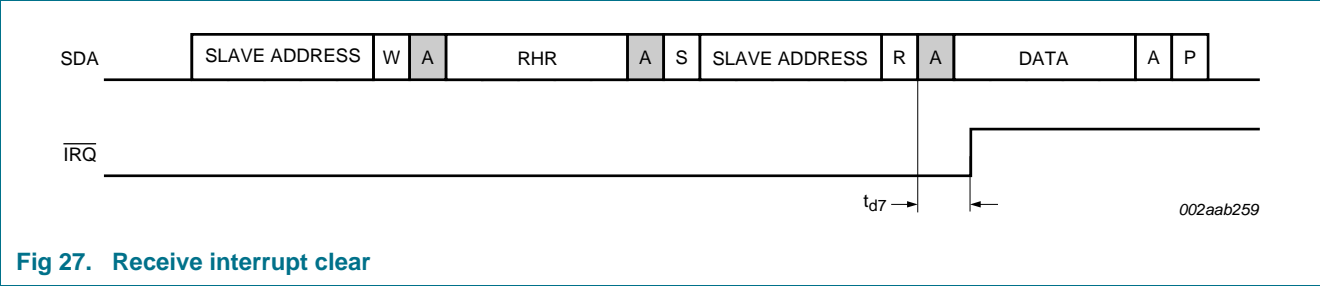 SDA SLAVE ADDRESS W A RHR A S SLAVE ADDRESS R A DATA A P
IRQ
td7
002aab259
Fig 27. Receive interrupt clear